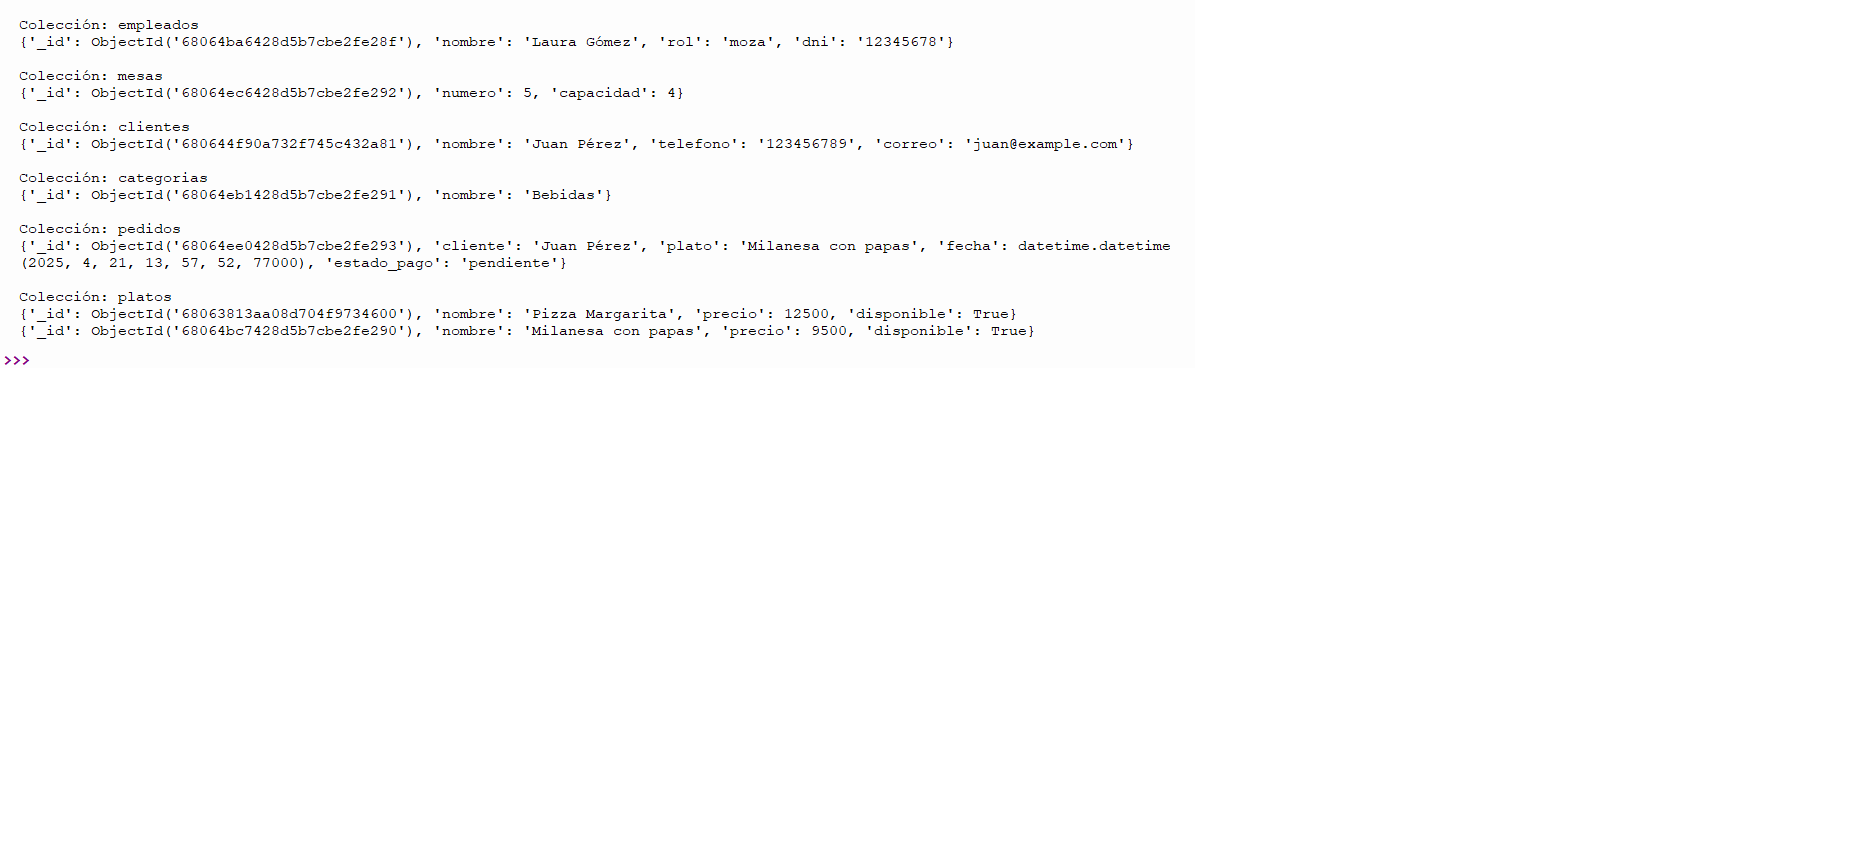 Colección: empleados
{'_id': ObjectId('68064ba6428d5b7cbe2fe28f'), 'nombre': 'Laura Gómez', 'rol': 'moza', 'dni': '12345678'}
Colección: mesas
{'_id': ObjectId('68064ec6428d5b7cbe2fe292'), 'numero': 5, 'capacidad': 4}
Colección: clientes
{'_id': ObjectId('680644f90a732f745c432a81'), 'nombre': 'Juan Pérez', 'telefono': '123456789', 'correo': 'juan@example.com'}
Colección: categorias
{'_id': ObjectId('68064eb1428d5b7cbe2fe291'), 'nombre': 'Bebidas'}
Colección: pedidos
{'_id': ObjectId('68064ee0428d5b7cbe2fe293'), 'cliente': 'Juan Pérez', 'plato': 'Milanesa con papas', 'fecha': datetime.datetime
(2025, 4, 21, 13, 57, 52, 77000), 'estado_pago': 'pendiente'}
Colección: platos
{'_id': ObjectId('68063813aa08d704f9734600'), 'nombre': 'Pizza Margarita', 'precio': 12500, 'disponible': True}
{'_id': ObjectId('68064bc7428d5b7cbe2fe290'), 'nombre': 'Milanesa con papas', 'precio': 9500, 'disponible': True}
>>>